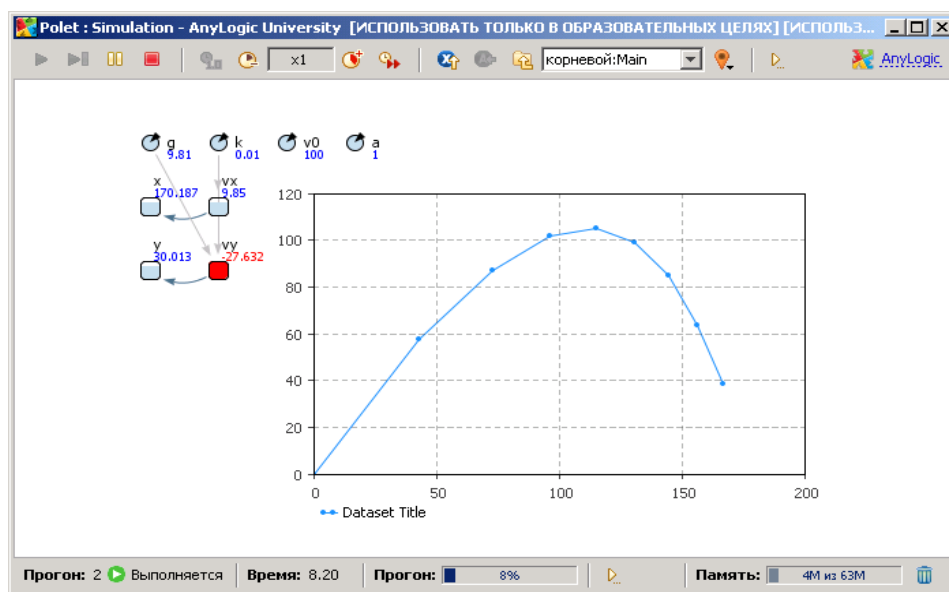 Polet : Simulation - AnyLogic University [ИСПОЛЬЗОВАТЬ ТОЛЬКО В ОБРАЗОВАТЕЛЬНЫХ ЦЕЛЯХ] [ИСПОЛЬЗ...
x1 корневой:Main AnyLogic
g k v0 a
9.81 0.01 100 1
x vx
170.187 9.85
y vy
30.013 -27.632
120
100
80
60
40
20
0
0 50 100 150 200
Dataset Title
Прогон: 2 Выполняется Время: 8.20 Прогон: 8% Память: 4M из 63M